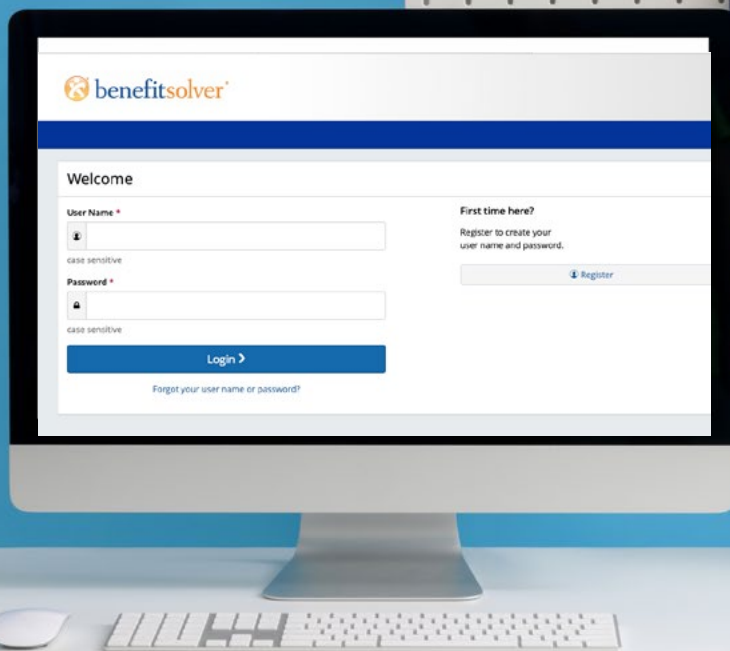 benefitsolver
Welcome
User Name *
case sensitive
Password *
case sensitive
Login
Forgot your user name or password?
First time here?
Register to create your
user name and password.
Register